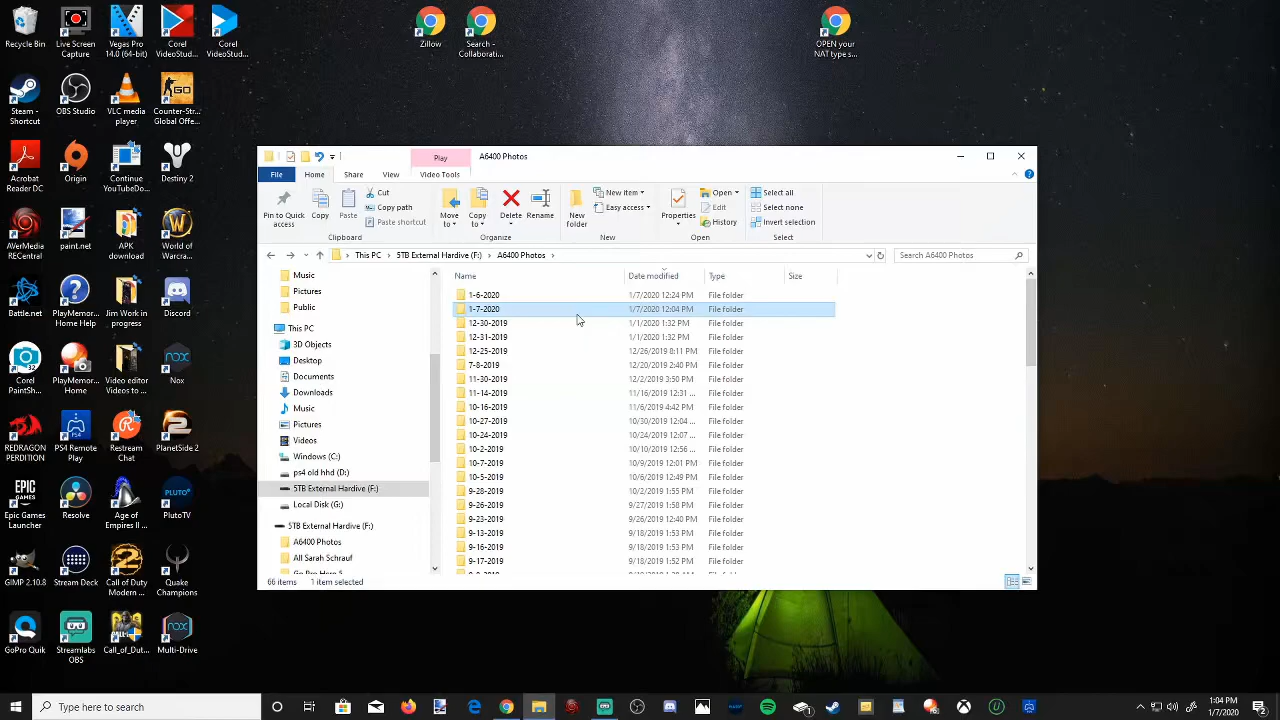 Recycle Bin
Live Screen Capture
Vegas Pro 14.0 (64-bit)
Corel VideoStud...
Corel VideoStud...
Zillow
Search - Collaborati...
OPEN your NAT type s...
Steam - Shortcut
OBS Studio
VLC media player
Counter-Str... Global Offe...
Acrobat Reader DC
Origin
Continue YouTubeDo...
Destiny 2
AVerMedia RECentral
paint.net
APK download
World of Warcra...
Battle.net
PlayMemor... Home Help
Jim Work in progress
Discord
Corel PaintSh...
PlayMemor... Home
Video editor Videos to ...
Nox
REDRAGON PERDITION
PS4 Remote Play
Restream Chat
PlanetSide 2
Epic Games Launcher
Resolve
Age of Empires II ...
PlutoTV
GIMP 2.10.8
Stream Deck
Call of Duty Modern ...
Quake Champions
GoPro Quik
Streamlabs OBS
Call_of_Dut...
Multi-Drive
Play
A6400 Photos
File
Home
Share
View
Video Tools
Pin to Quick access
Copy
Paste
Cut
Copy path
Paste shortcut
Move to
Copy to
Delete
Rename
New folder
New item
Easy access
Properties
Open
Edit
History
Select all
Select none
Invert selection
Clipboard
Organize
New
Open
Select
This PC > 5TB External Hardive (F:) > A6400 Photos >
Search A6400 Photos
Music
Pictures
Public
This PC
3D Objects
Desktop
Documents
Downloads
Music
Pictures
Videos
Windows (C:)
ps4 old hhd (D:)
5TB External Hardive (F:)
Local Disk (G:)
5TB External Hardive (F:)
A6400 Photos
All Sarah Schrauf
Go Pro Hero 5
Name Date modified Type Size
1-6-2020 1/7/2020 12:24 PM File folder
1-7-2020 1/7/2020 12:04 PM File folder
12-30-2019 1/1/2020 1:32 PM File folder
12-31-2019 1/1/2020 1:32 PM File folder
12-25-2019 12/26/2019 8:11 PM File folder
7-8-2019 12/20/2019 2:40 PM File folder
11-30-2019 12/2/2019 3:50 PM File folder
11-14-2019 11/16/2019 12:31 ... File folder
10-16-2019 11/6/2019 4:42 PM File folder
10-27-2019 10/30/2019 12:04 ... File folder
10-24-2019 10/24/2019 12:07 ... File folder
10-2-2019 10/10/2019 12:56 ... File folder
10-7-2019 10/9/2019 12:01 PM File folder
10-5-2019 10/6/2019 12:49 PM File folder
9-28-2019 10/2/2019 1:55 PM File folder
9-26-2019 9/27/2019 1:58 PM File folder
9-23-2019 9/26/2019 12:40 PM File folder
9-13-2019 9/18/2019 1:53 PM File folder
9-16-2019 9/18/2019 1:53 PM File folder
9-17-2019 9/18/2019 1:52 PM File folder
66 items 1 item selected
Type here to search
1:04 PM
1/7/2020